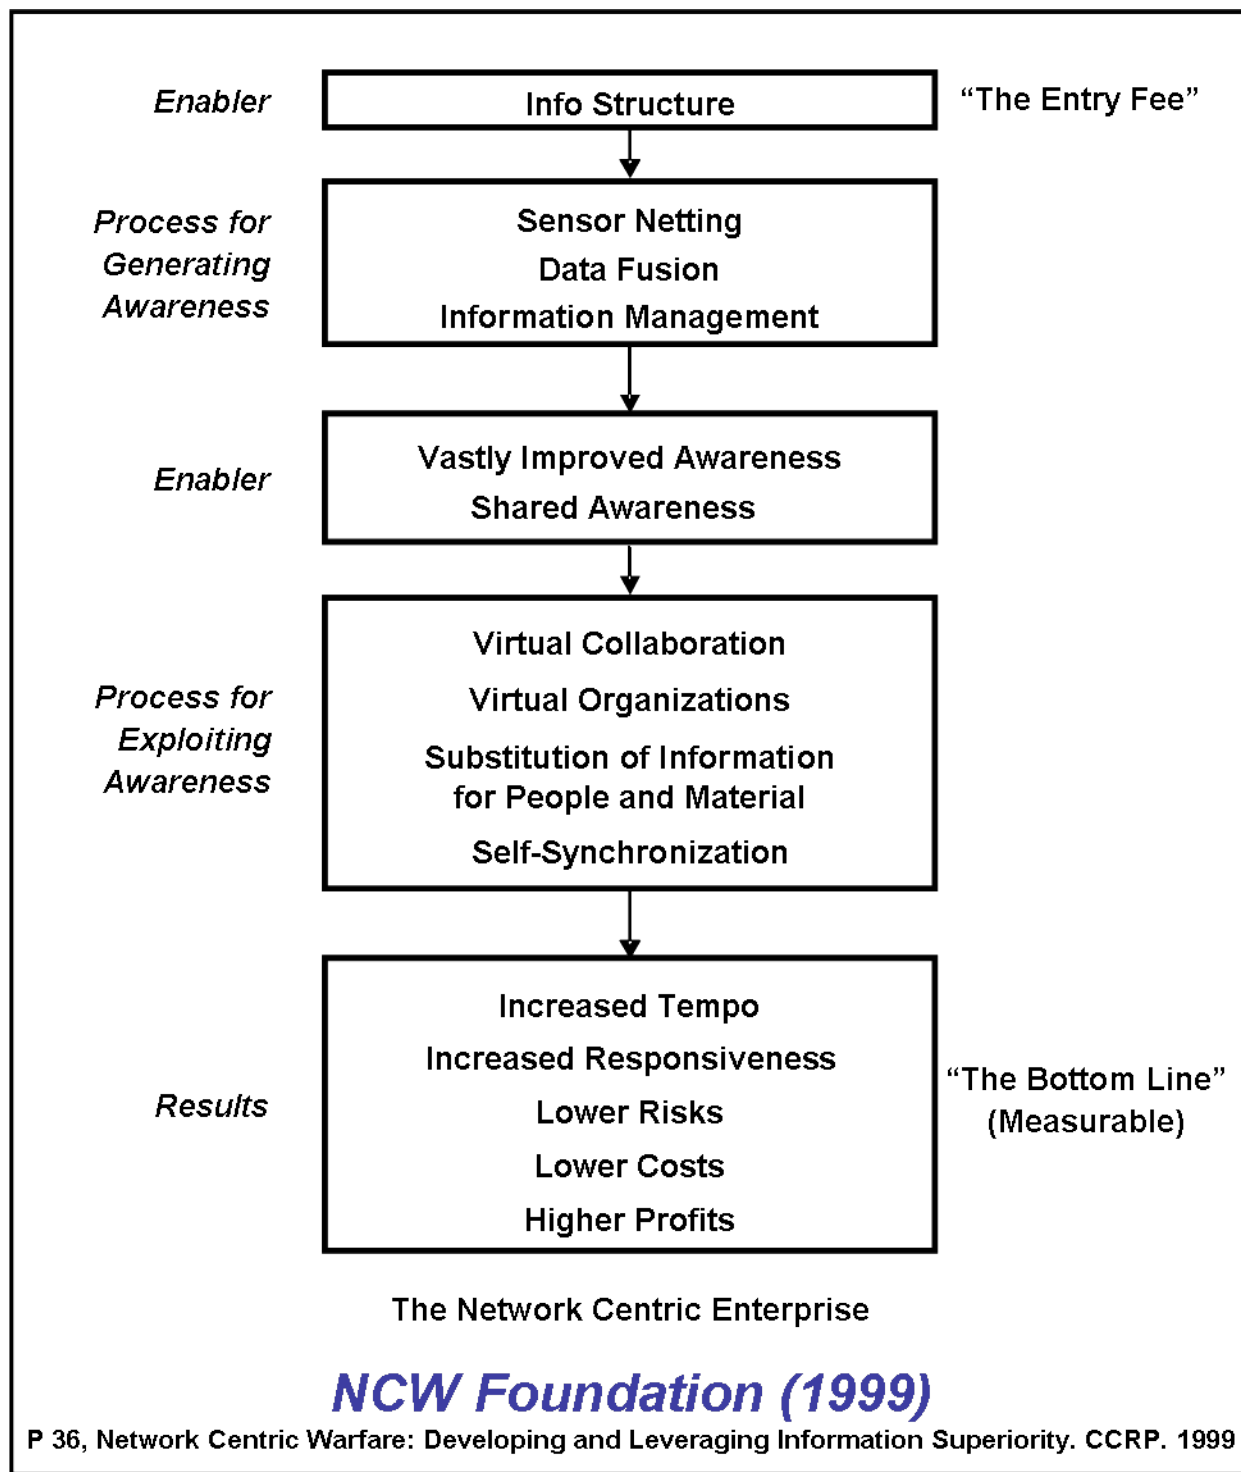 Enabler
Info Structure
“The Entry Fee”
Process for
Generating
Awareness
Sensor Netting
Data Fusion
Information Management
Enabler
Vastly Improved Awareness
Shared Awareness
Process for
Exploiting
Awareness
Virtual Collaboration
Virtual Organizations
Substitution of Information
for People and Material
Self-Synchronization
Results
Increased Tempo
Increased Responsiveness
Lower Risks
Lower Costs
Higher Profits
“The Bottom Line”
(Measurable)
The Network Centric Enterprise
NCW Foundation (1999)
P 36, Network Centric Warfare: Developing and Leveraging Information Superiority. CCRP. 1999